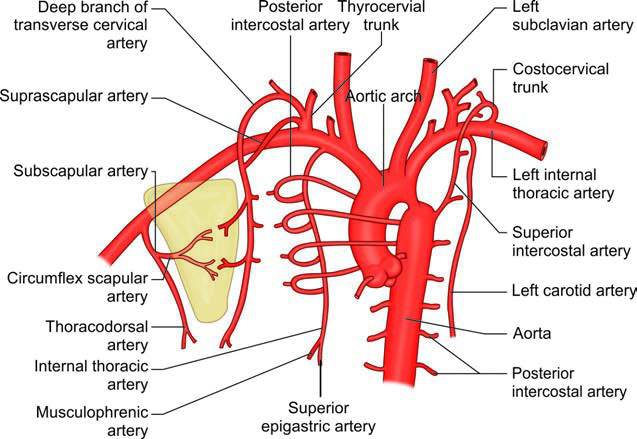 Deep branch of
transverse cervical
artery
Posterior
intercostal artery
Thyrocervial
trunk
Left
subclavian artery
Suprascapular artery
Aortic arch
Costocervical
trunk
Subscapular artery
Left internal
thoracic artery
Superior
intercostal artery
Circumflex scapular
artery
Left carotid artery
Thoracodorsal
artery
Aorta
Internal thoracic
artery
Posterior
intercostal artery
Musculophrenic
artery
Superior
epigastric artery